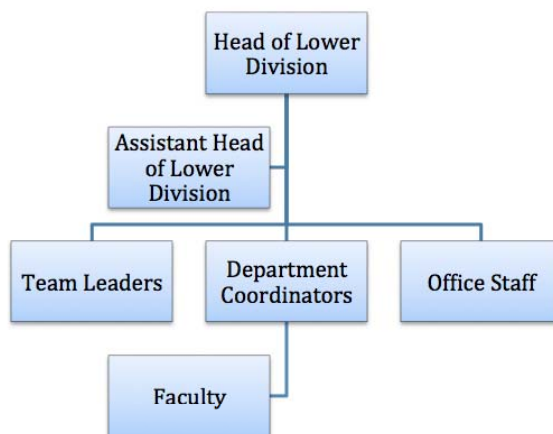 Head of Lower
Division
Assistant Head
of Lower
Division
Team Leaders
Department
Coordinators
Office Staff
Faculty